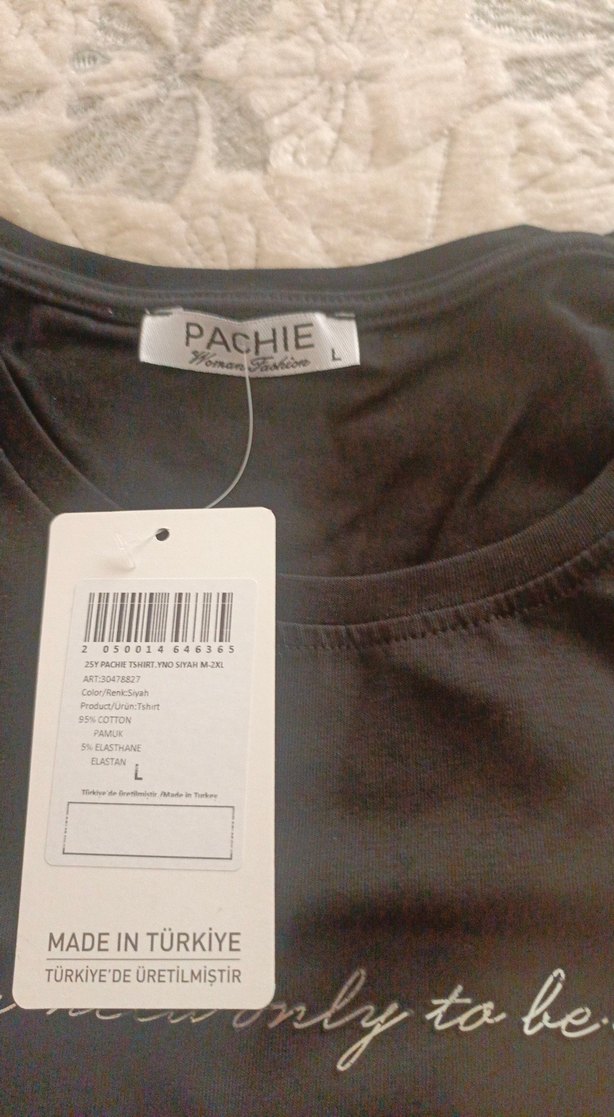 PACHIE
Woman Fashion
L
2 050014 646365
25Y PACHIE TSHIRT.YNO SIYAH M-2XL
ART:30478827
Color/Renk:Siyah
Product/Ürün:Tshirt
95% COTTON
PAMUK
5% ELASTHANE
ELASTAN
L
Türkiye'de üretilmiştir /Made in Turkey
MADE IN TÜRKİYE
TÜRKİYE'DE ÜRETİLMİŞTİR
only to be